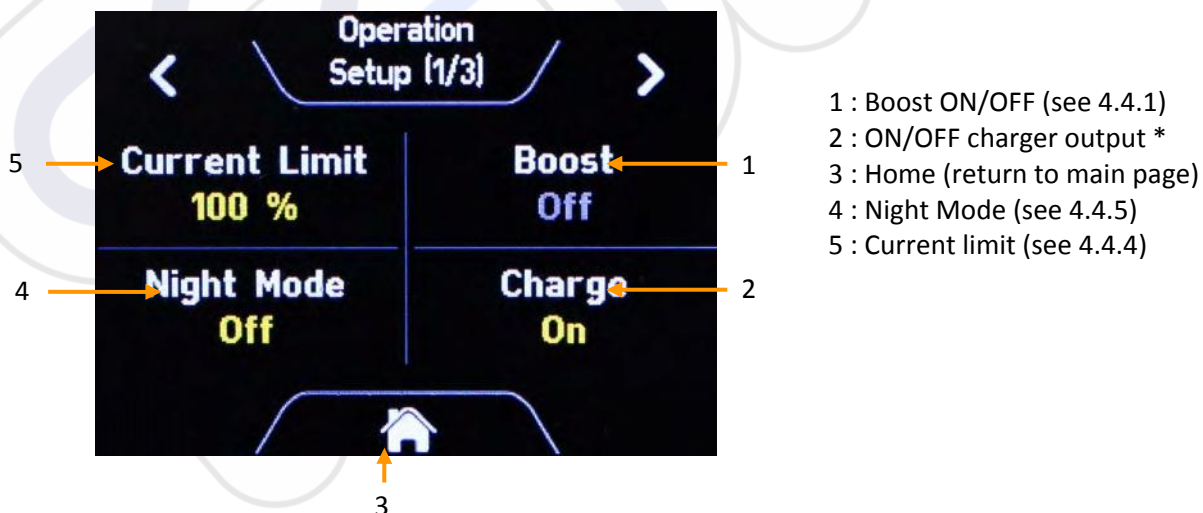 Operation
Setup (1/3)
Current Limit
100 %
Boost
Off
Night Mode
Off
Charge
On
5
1
4
2
3
1 : Boost ON/OFF (see 4.4.1)
2 : ON/OFF charger output *
3 : Home (return to main page)
4 : Night Mode (see 4.4.5)
5 : Current limit (see 4.4.4)